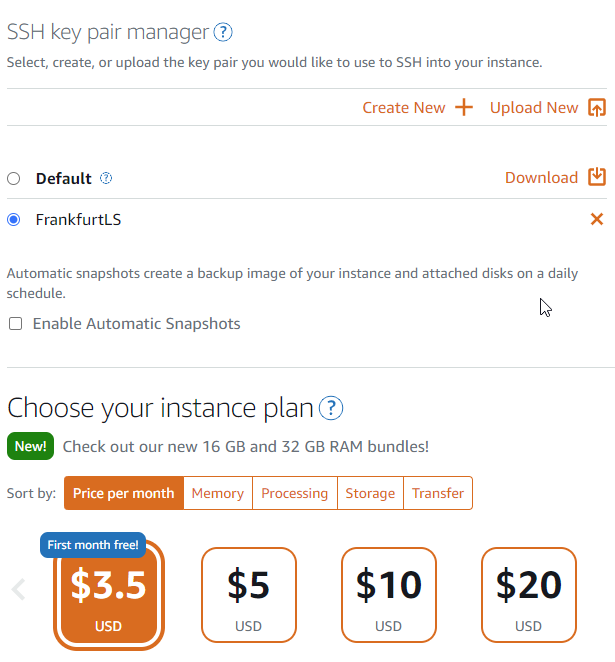 SSH key pair manager ?
Select, create, or upload the key pair you would like to use to SSH into your instance.
Create New Upload New
Default ? Download
FrankfurtLS
Automatic snapshots create a backup image of your instance and attached disks on a daily
schedule.
Enable Automatic Snapshots
Choose your instance plan ?
New! Check out our new 16 GB and 32 GB RAM bundles!
Sort by: Price per month Memory Processing Storage Transfer
First month free!
$3.5 $5 $10 $20
USD USD USD USD